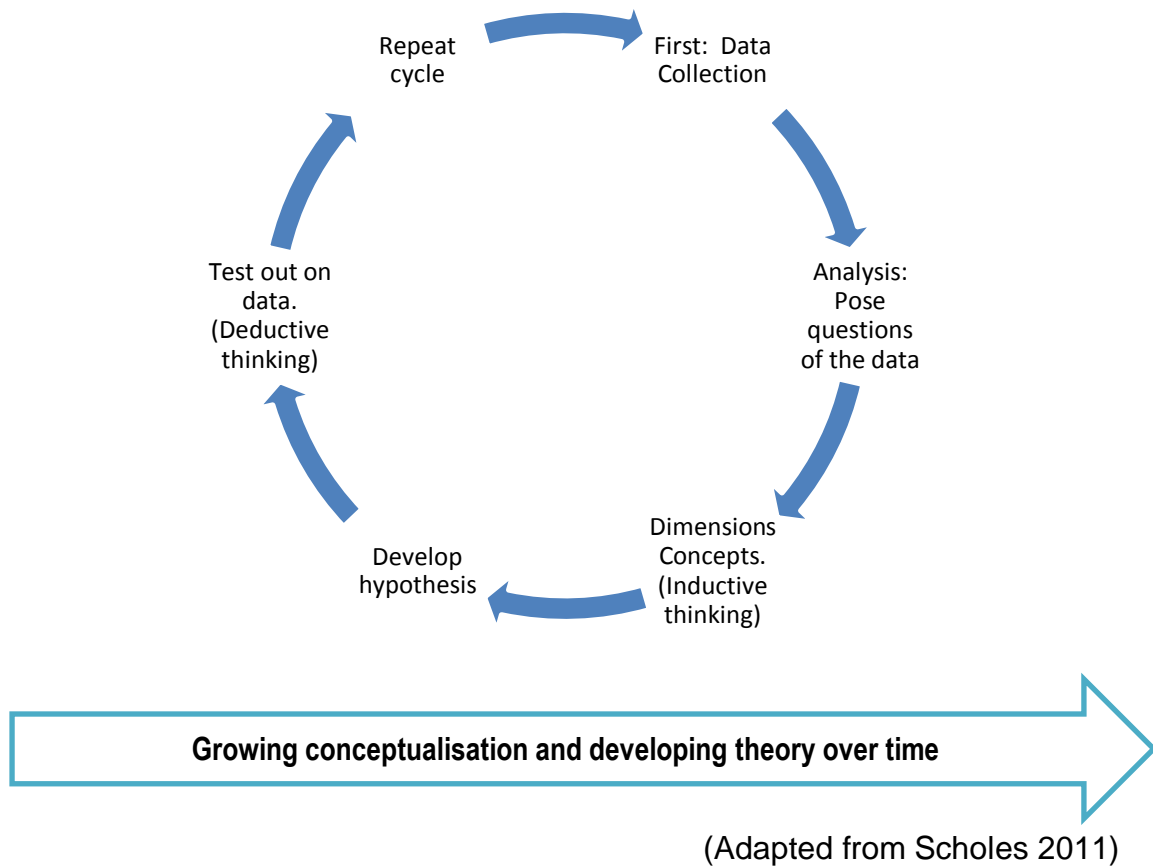 First:  Data
Collection
Analysis:
Pose
questions
of the data
Dimensions
Concepts.
(Inductive
thinking)
Develop
hypothesis
Test out on
data.
(Deductive
thinking)
Repeat
cycle
Growing conceptualisation and developing theory over time
(Adapted from Scholes 2011)